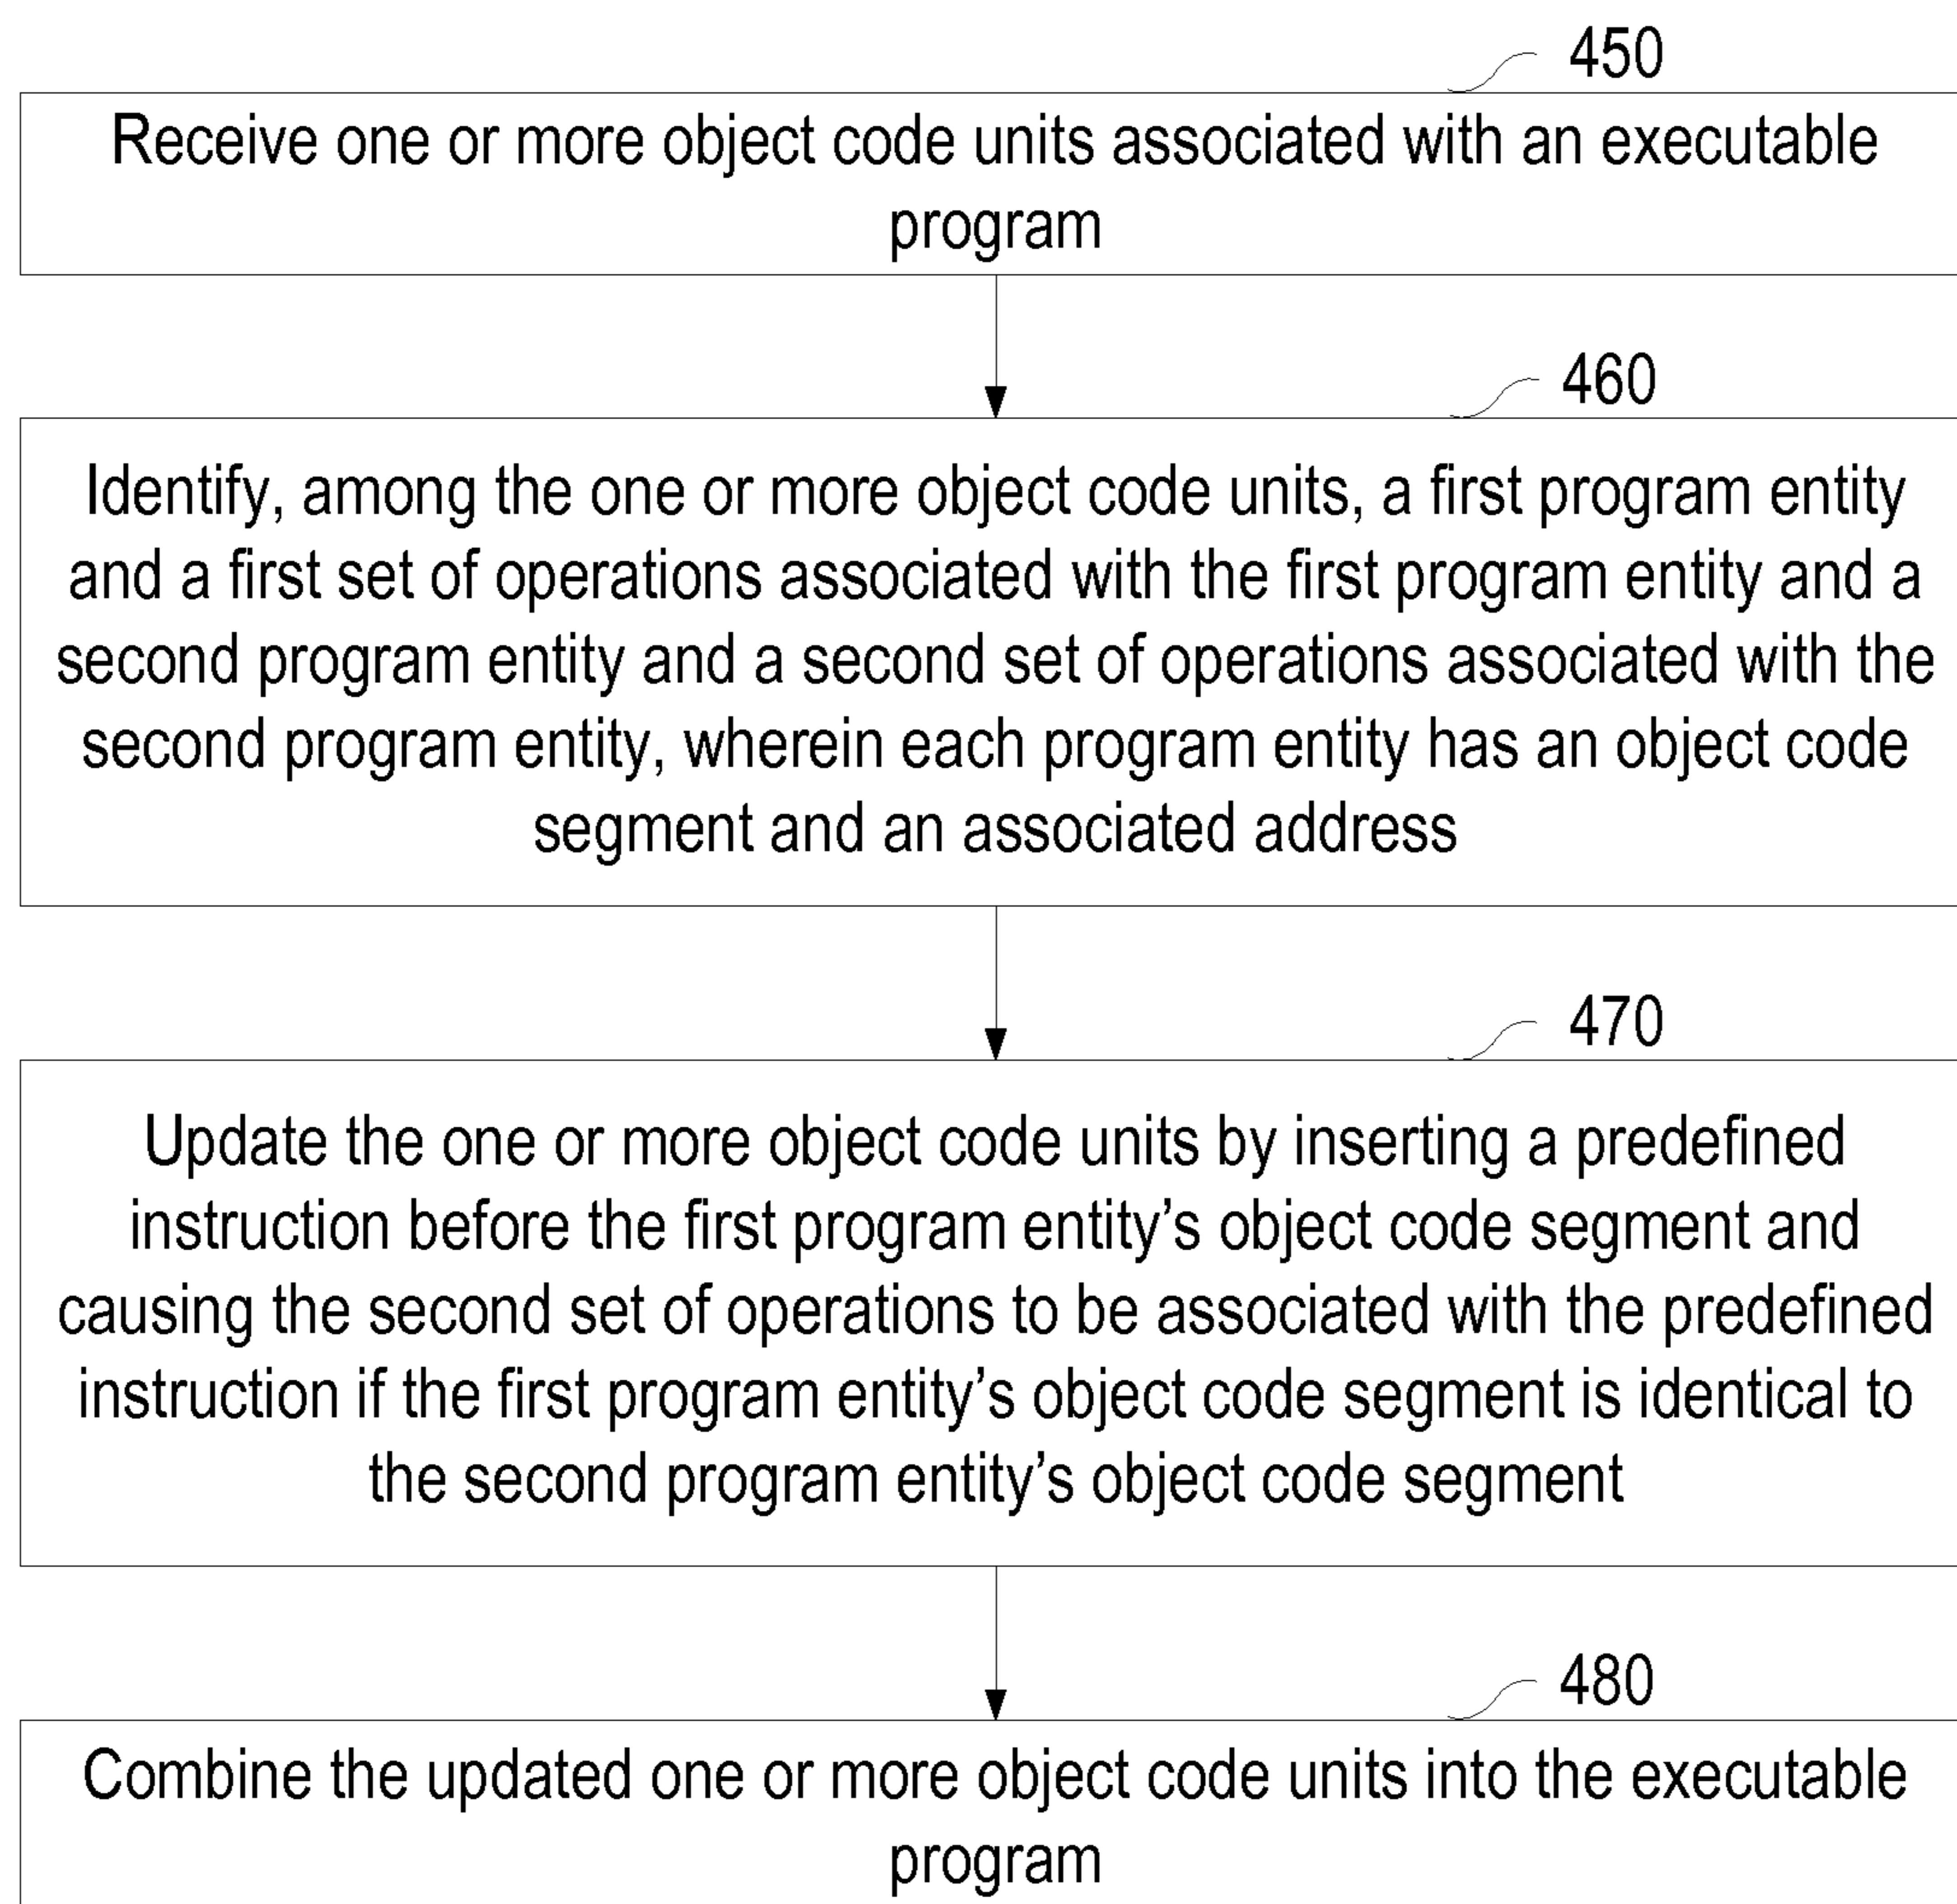 450
Receive one or more object code units associated with an executable
program
460
Identify, among the one or more object code units, a first program entity
and a first set of operations associated with the first program entity and a
second program entity and a second set of operations associated with the
second program entity, wherein each program entity has an object code
segment and an associated address
470
Update the one or more object code units by inserting a predefined
instruction before the first program entity’s object code segment and
causing the second set of operations to be associated with the predefined
instruction if the first program entity’s object code segment is identical to
the second program entity’s object code segment
480
Combine the updated one or more object code units into the executable
program